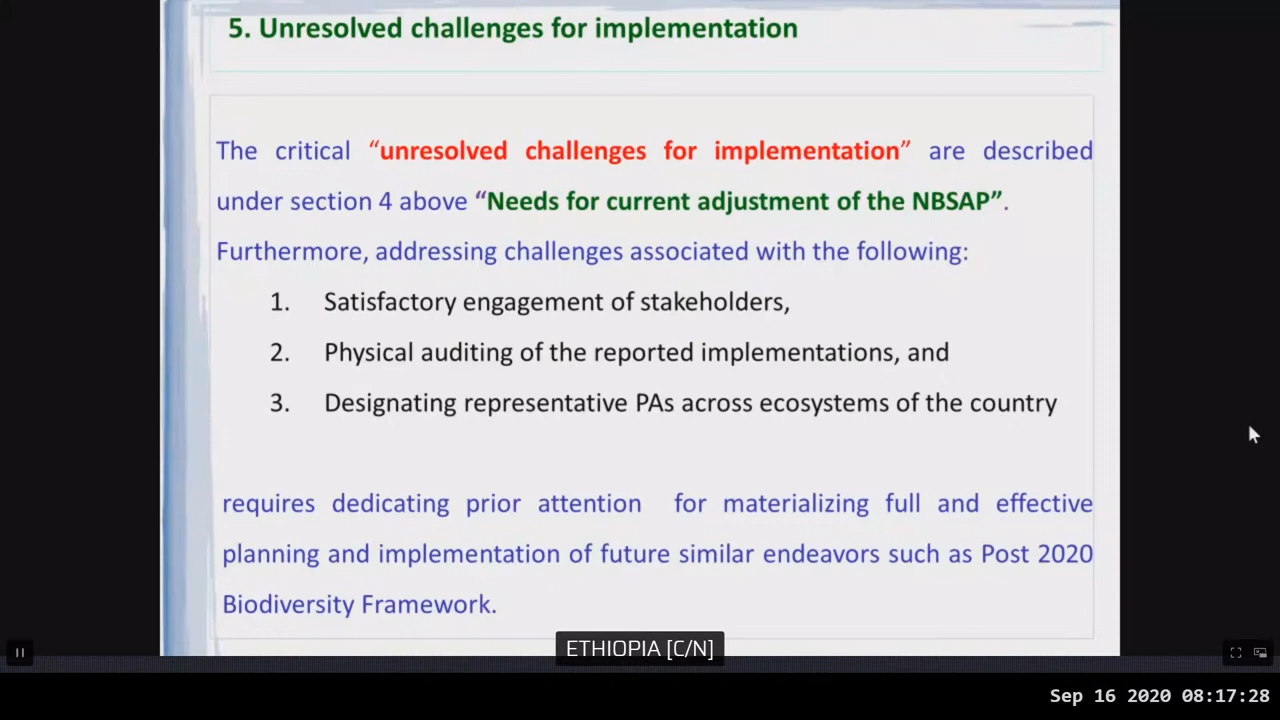 5. Unresolved challenges for implementation
The critical “unresolved challenges for implementation” are described
under section 4 above “Needs for current adjustment of the NBSAP”.
Furthermore, addressing challenges associated with the following:
1. Satisfactory engagement of stakeholders,
2. Physical auditing of the reported implementations, and
3. Designating representative PAs across ecosystems of the country
requires dedicating prior attention for materializing full and effective
planning and implementation of future similar endeavors such as Post 2020
Biodiversity Framework.
ETHIOPIA [C/N]
Sep 16 2020 08:17:28